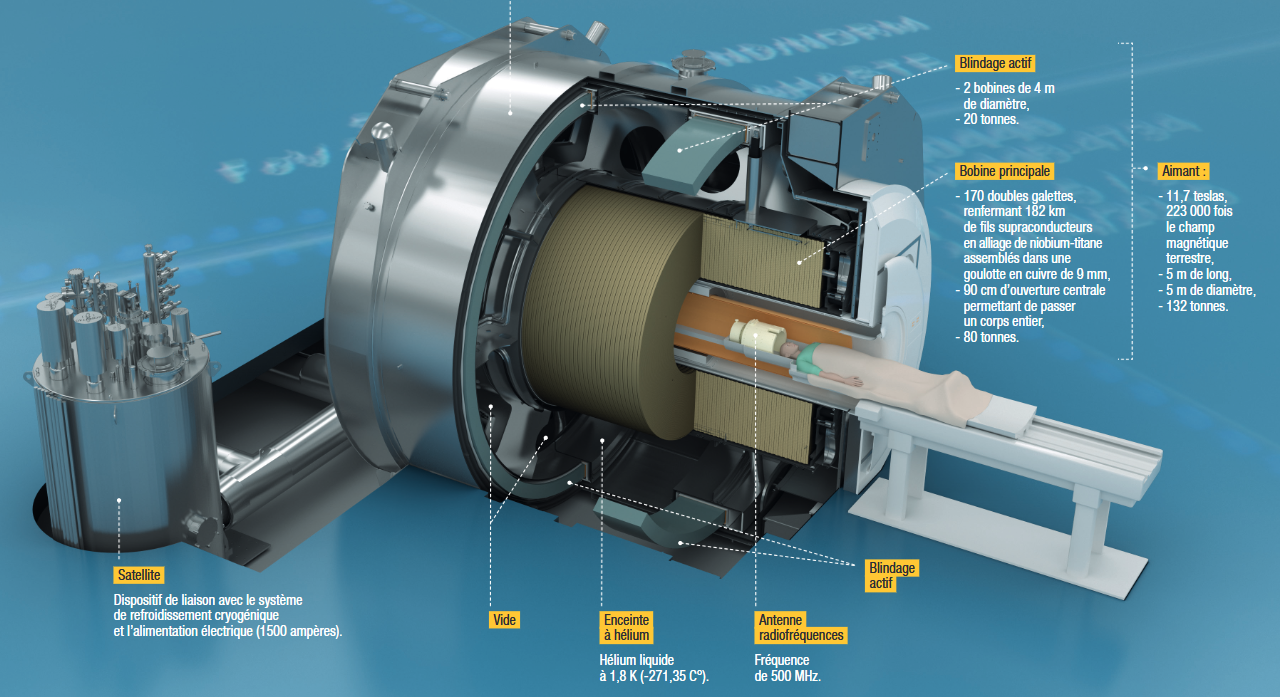 Blindage actif
- 2 bobines de 4 m
de diamètre,
- 20 tonnes.
Bobine principale
- 170 doubles galettes,
renfermant 182 km
de fils supraconducteurs
en alliage de niobium-titane
assemblés dans une
goulotte en cuivre de 9 mm,
- 90 cm d'ouverture centrale
permettant de passer
un corps entier,
- 80 tonnes.
Aimant :
- 11,7 teslas,
223 000 fois
le champ
magnétique
terrestre,
- 5 m de long,
- 5 m de diamètre,
- 132 tonnes.
Satellite
Dispositif de liaison avec le système
de refroidissement cryogénique
et l'alimentation électrique (1500 ampères).
Vide
Enceinte
à hélium
Hélium liquide
à 1,8 K (-271,35 C°).
Antenne
radiofréquences
Fréquence
de 500 MHz.
Blindage
actif